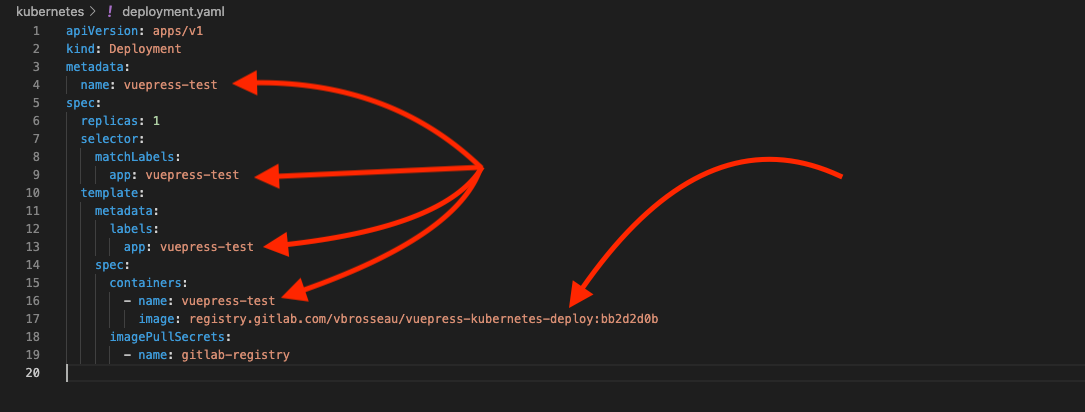 kubernetes > ! deployment.yaml
1 apiVersion: apps/v1
2 kind: Deployment
3 metadata:
4   name: vuepress-test
5 spec:
6   replicas: 1
7   selector:
8     matchLabels:
9       app: vuepress-test
10   template:
11     metadata:
12       labels:
13         app: vuepress-test
14     spec:
15       containers:
16         - name: vuepress-test
17           image: registry.gitlab.com/vbrosseau/vuepress-kubernetes-deploy:bb2d2d0b
18       imagePullSecrets:
19         - name: gitlab-registry
20